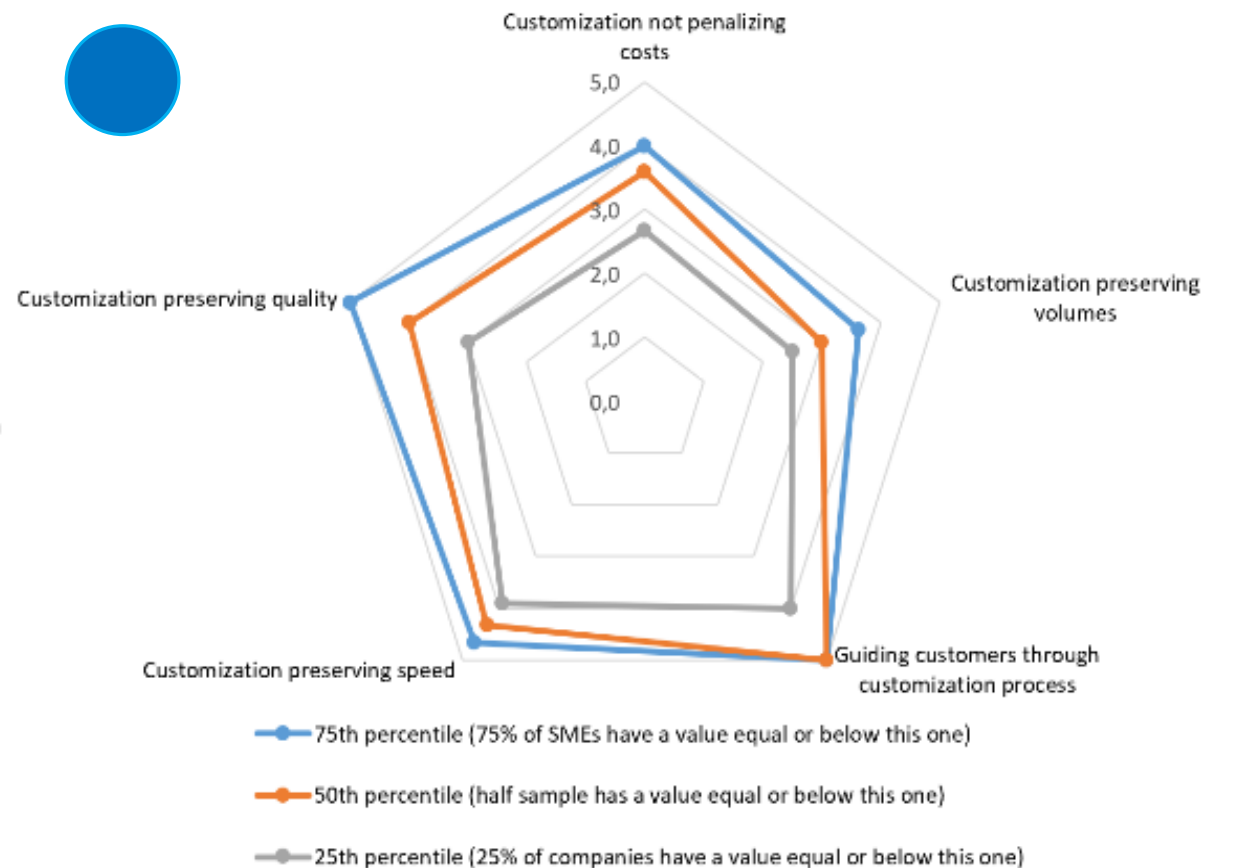 Customization not penalizing
costs
5,0
4,0
3,0
2,0
1,0
0,0
Customization preserving
volumes
Customization preserving quality
Guiding customers through
customization process
Customization preserving speed
75th percentile (75% of SMEs have a value equal or below this one)
50th percentile (half sample has a value equal or below this one)
25th percentile (25% of companies have a value equal or below this one)